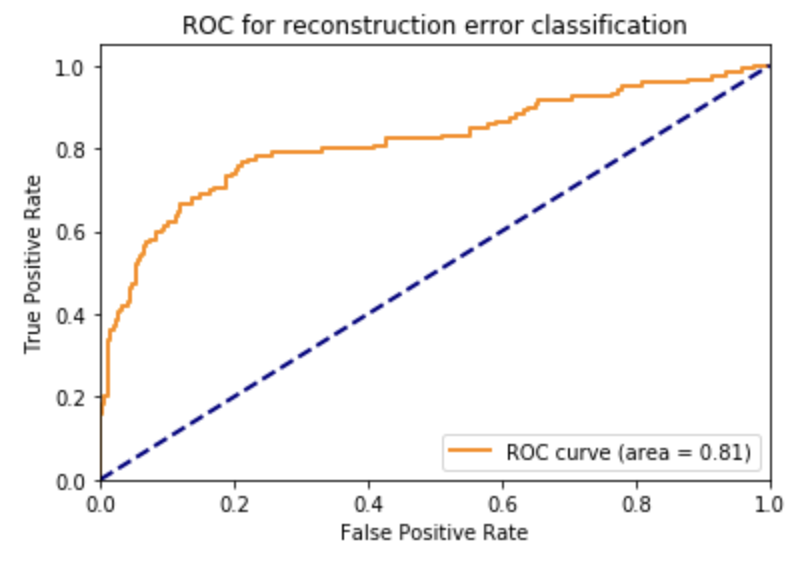 ROC for reconstruction error classification
1.0
0.8
0.6
0.4
0.2
0.0
True Positive Rate
ROC curve (area = 0.81)
0.0 0.2 0.4 0.6 0.8 1.0
False Positive Rate